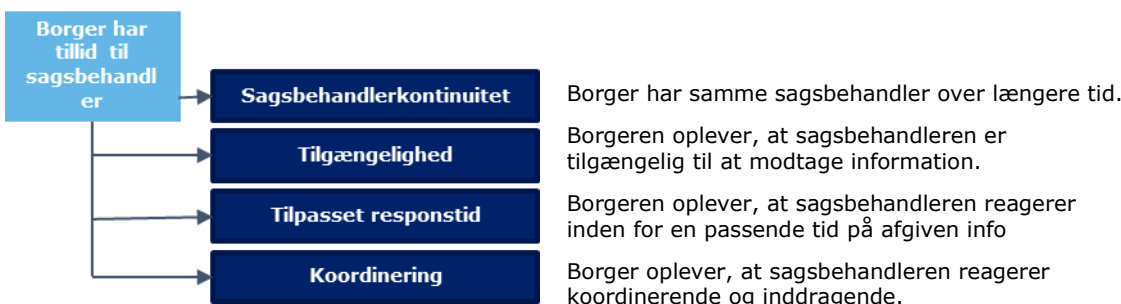 Borger har
tillid til
sagsbehandl
er
Sagsbehandlerkontinuitet
Borger har samme sagsbehandler over længere tid.
Tilgængelighed
Borgeren oplever, at sagsbehandleren er
tilgængelig til at modtage information.
Tilpasset responstid
Borgeren oplever, at sagsbehandleren reagerer
inden for en passende tid på afgiven info
Koordinering
Borger oplever, at sagsbehandleren reagerer
koordinerende og inddragende.